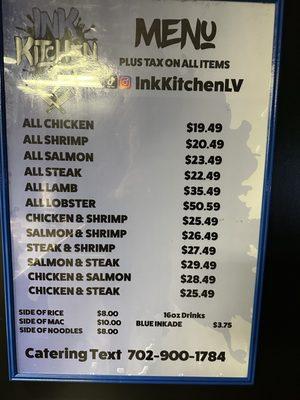 INK
KITCHEN
MENU
PLUS TAX ON ALL ITEMS
InkKitchenLV
ALL CHICKEN $19.49
ALL SHRIMP $20.49
ALL SALMON $23.49
ALL STEAK $22.49
ALL LAMB $35.49
ALL LOBSTER $50.59
CHICKEN & SHRIMP $25.49
SALMON & SHRIMP $26.49
STEAK & SHRIMP $27.49
SALMON & STEAK $29.49
CHICKEN & SALMON $28.49
CHICKEN & STEAK $25.49
SIDE OF RICE $8.00
SIDE OF MAC $10.00
SIDE OF NOODLES $8.00
16oz Drinks
BLUE INKADE $3.75
Catering Text 702-900-1784